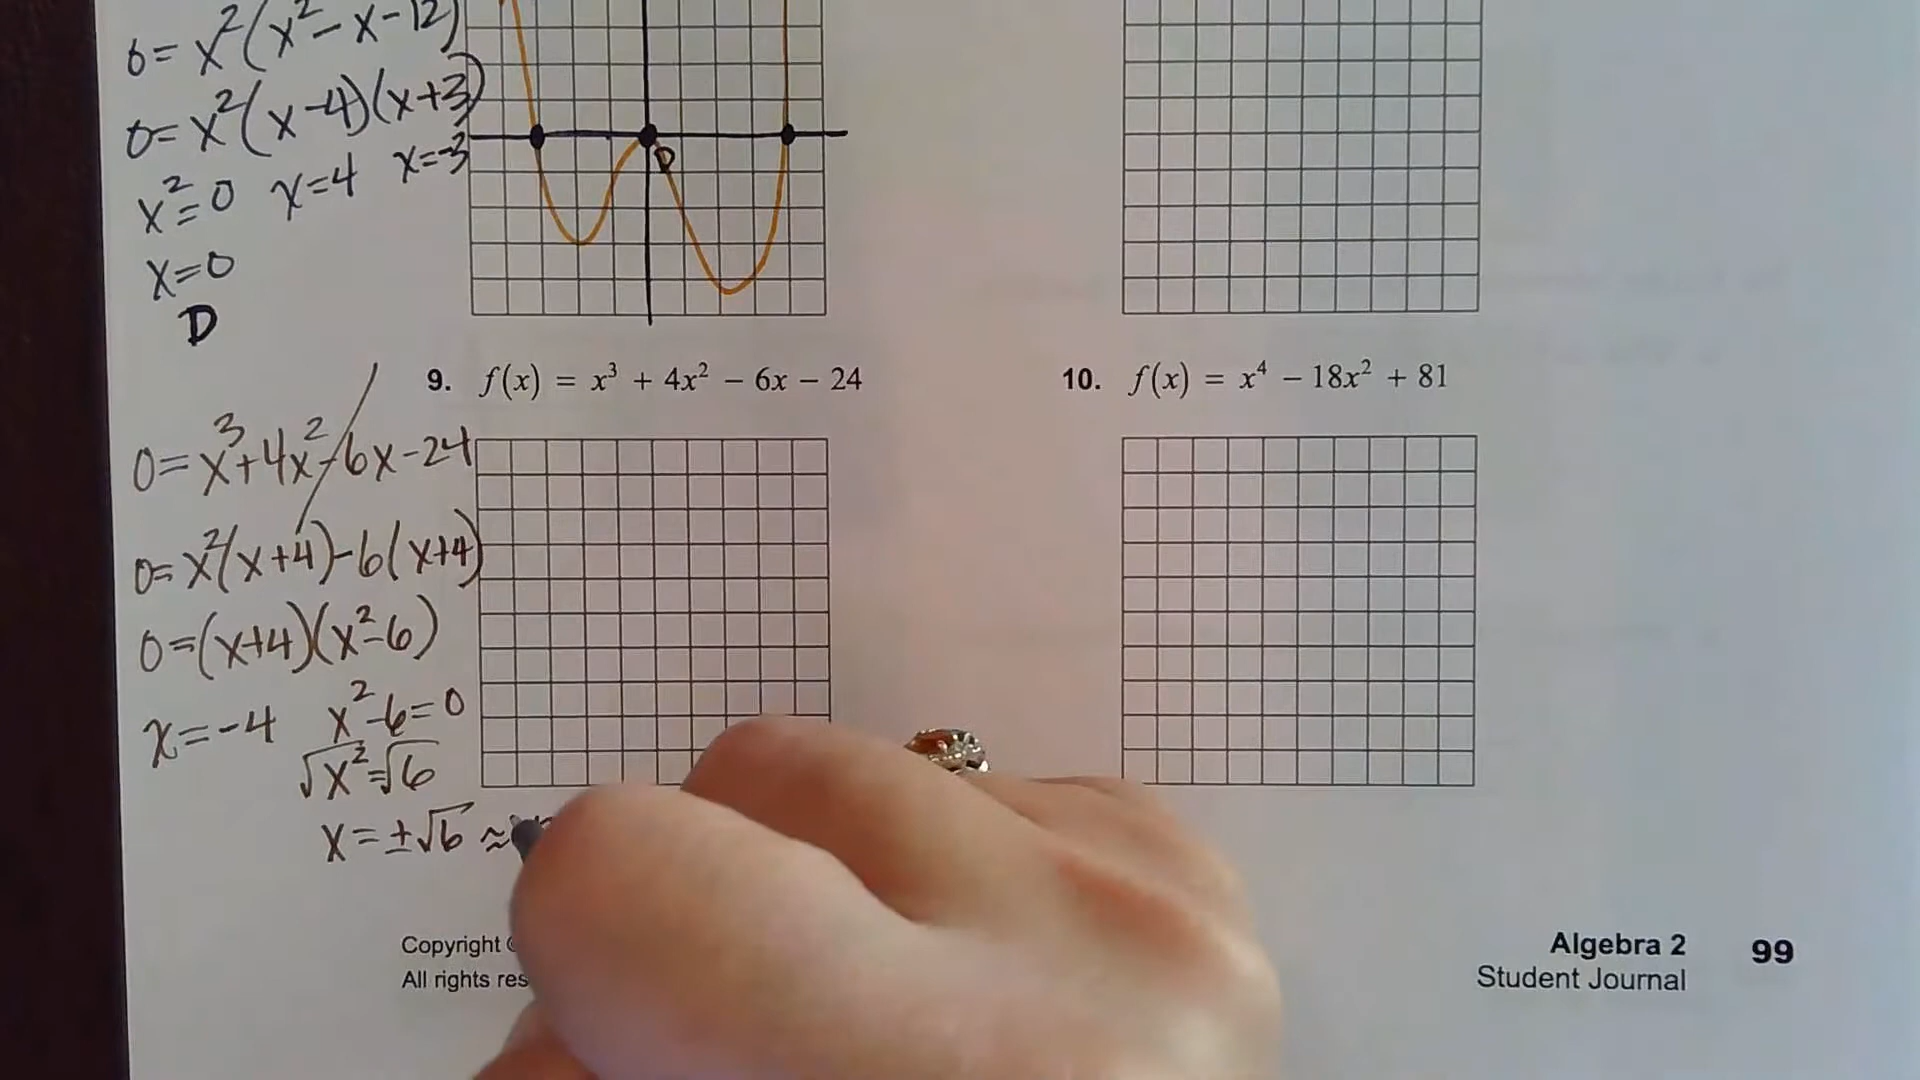 0=x²(x²-x-12)
0=x²(x-4)(x+3)
x²=0 x=4 x=-3
x=0
D
D
9. f(x) = x³ + 4x² − 6x − 24
0=x³+4x²-6x-24
0=x²(x+4)-6(x+4)
0=(x+4)(x²-6)
x=-4 x²-6=0
√x²=√6
x=±√6 ≈
10. f(x) = x⁴ − 18x² + 81
Copyright
All rights res
Algebra 2 99
Student Journal